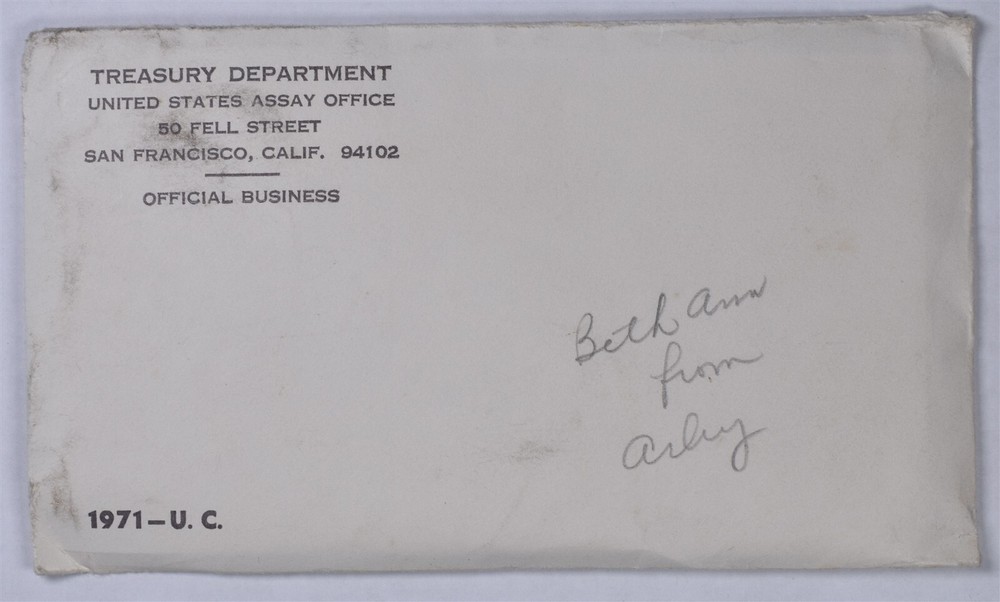 TREASURY DEPARTMENT
UNITED STATES ASSAY OFFICE
50 FELL STREET
SAN FRANCISCO, CALIF. 94102
OFFICIAL BUSINESS
Beth Ann
from
Arley
1971-U. C.